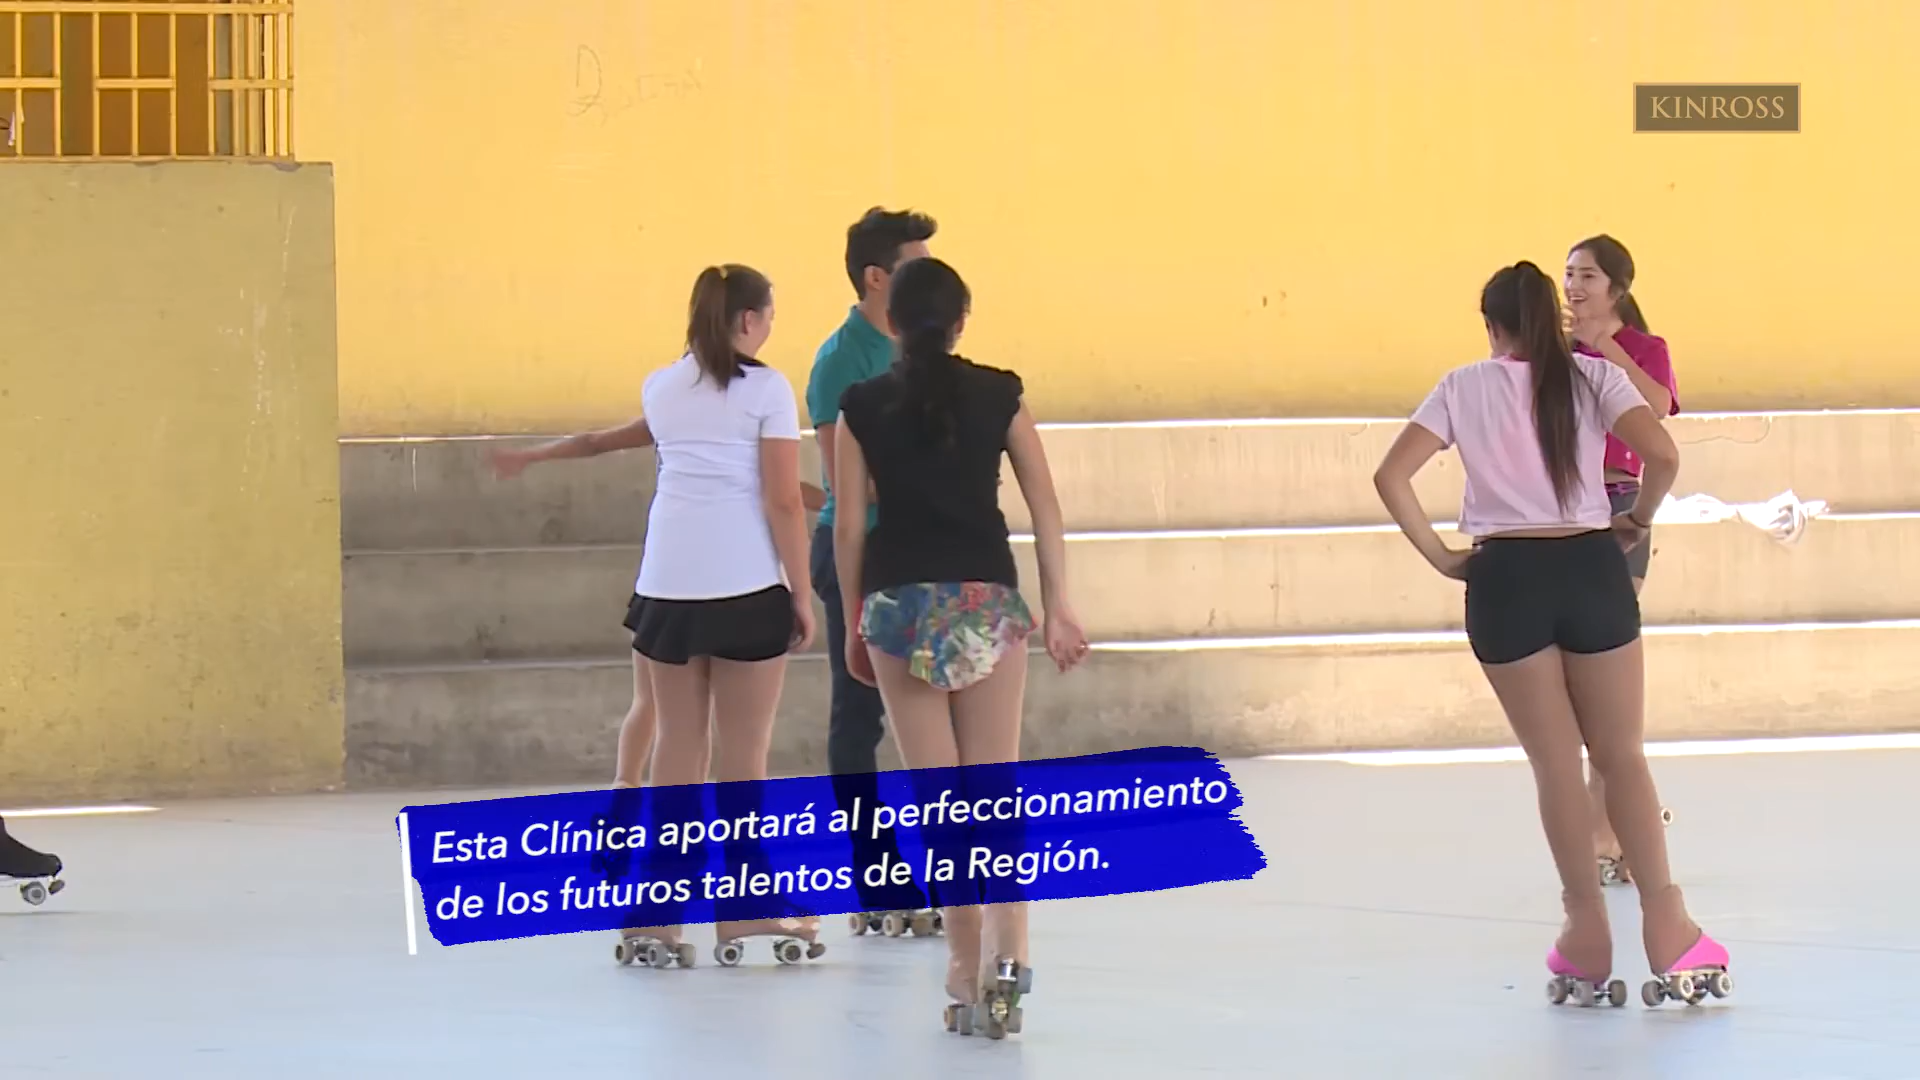 KINROSS
Esta Clínica aportará al perfeccionamiento
de los futuros talentos de la Región.